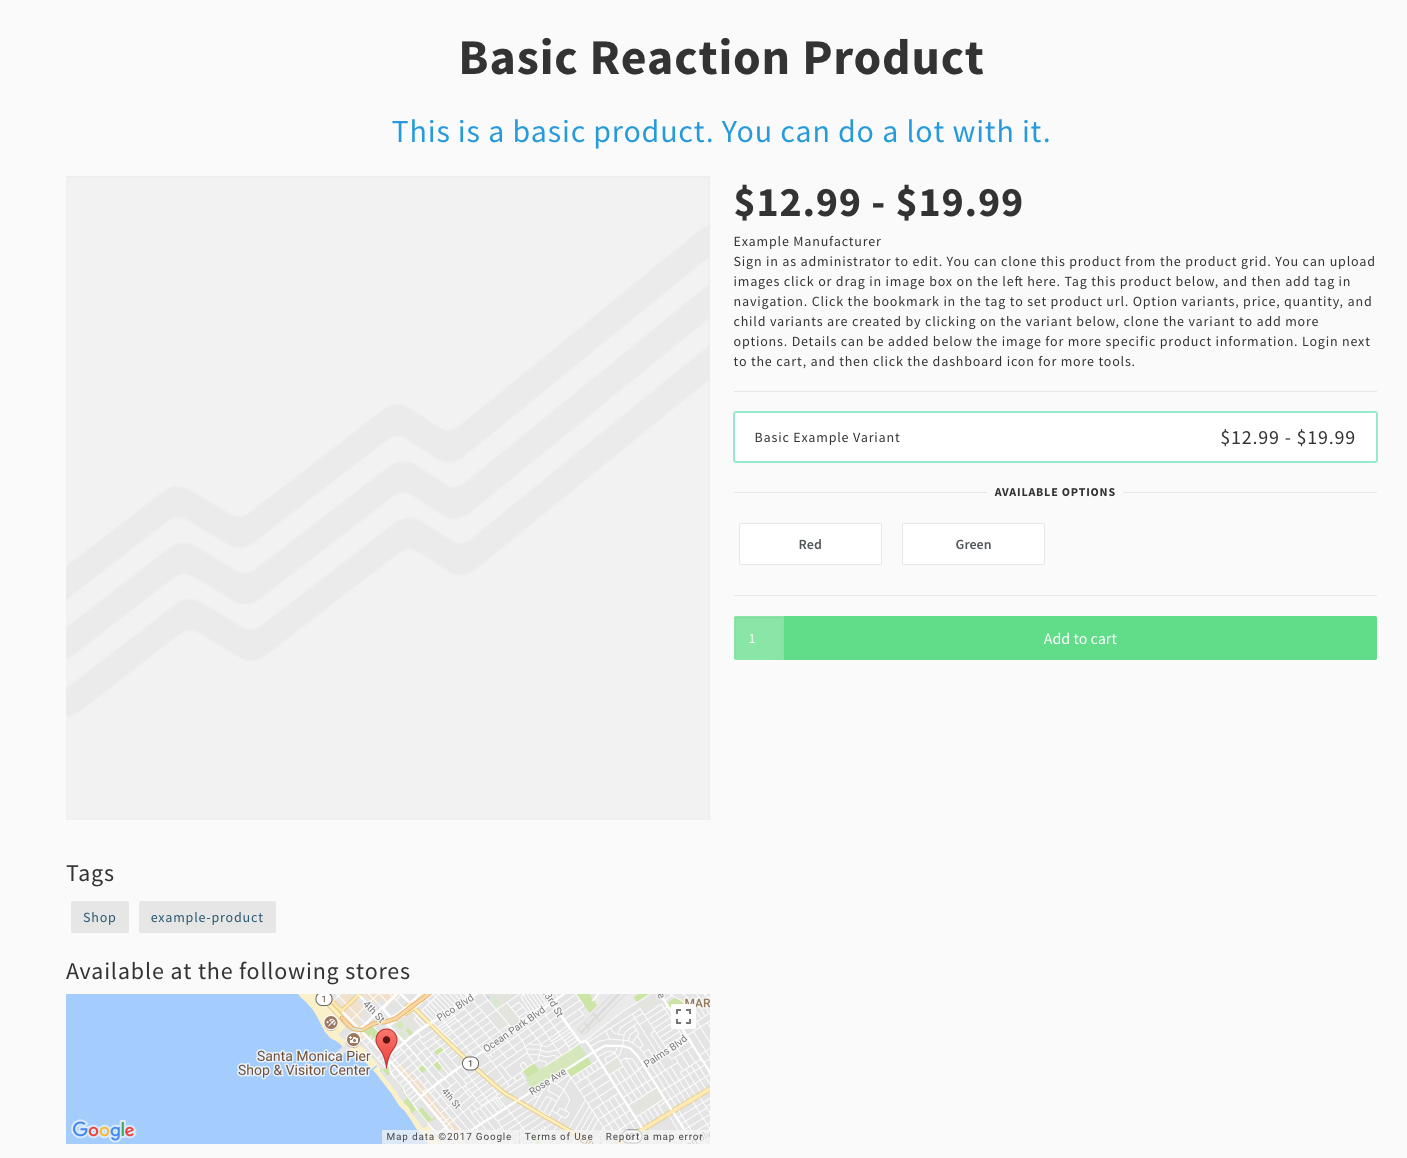 Basic Reaction Product
This is a basic product. You can do a lot with it.
$12.99 - $19.99
Example Manufacturer
Sign in as administrator to edit. You can clone this product from the product grid. You can upload
images click or drag in image box on the left here. Tag this product below, and then add tag in
navigation. Click the bookmark in the tag to set product url. Option variants, price, quantity, and
child variants are created by clicking on the variant below, clone the variant to add more
options. Details can be added below the image for more specific product information. Login next
to the cart, and then click the dashboard icon for more tools.
Basic Example Variant
$12.99 - $19.99
AVAILABLE OPTIONS
Red
Green
1
Add to cart
Tags
Shop
example-product
Available at the following stores
1
4th St
Pico Blvd
Ocean Park Blvd
MAR
Santa Monica Pier
Shop & Visitor Center
1
Palms Blvd
Rose Ave
4th St
Google
Map data ©2017 Google
Terms of Use
Report a map error